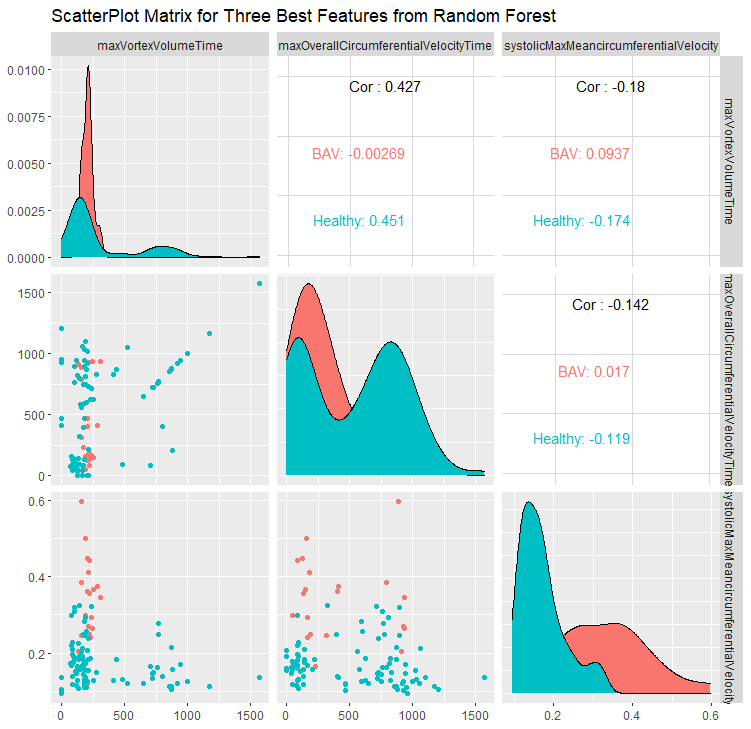 ScatterPlot Matrix for Three Best Features from Random Forest
maxVortexVolumeTime
maxOverallCircumferentialVelocityTime
systolicMaxMeancircumferentialVelocity
0.0100
0.0075
0.0050
0.0025
0.0000
Cor : 0.427
BAV: -0.00269
Healthy: 0.451
Cor : -0.18
BAV: 0.0937
Healthy: -0.174
maxVortexVolumeTime
1500
1000
500
0
Cor : -0.142
BAV: 0.017
Healthy: -0.119
maxOverallCircumferentialVelocityTime
0.6
0.4
0.2
systolicMaxMeancircumferentialVelocity
0 500 1000 1500
0 500 1000 1500
0.2 0.4 0.6